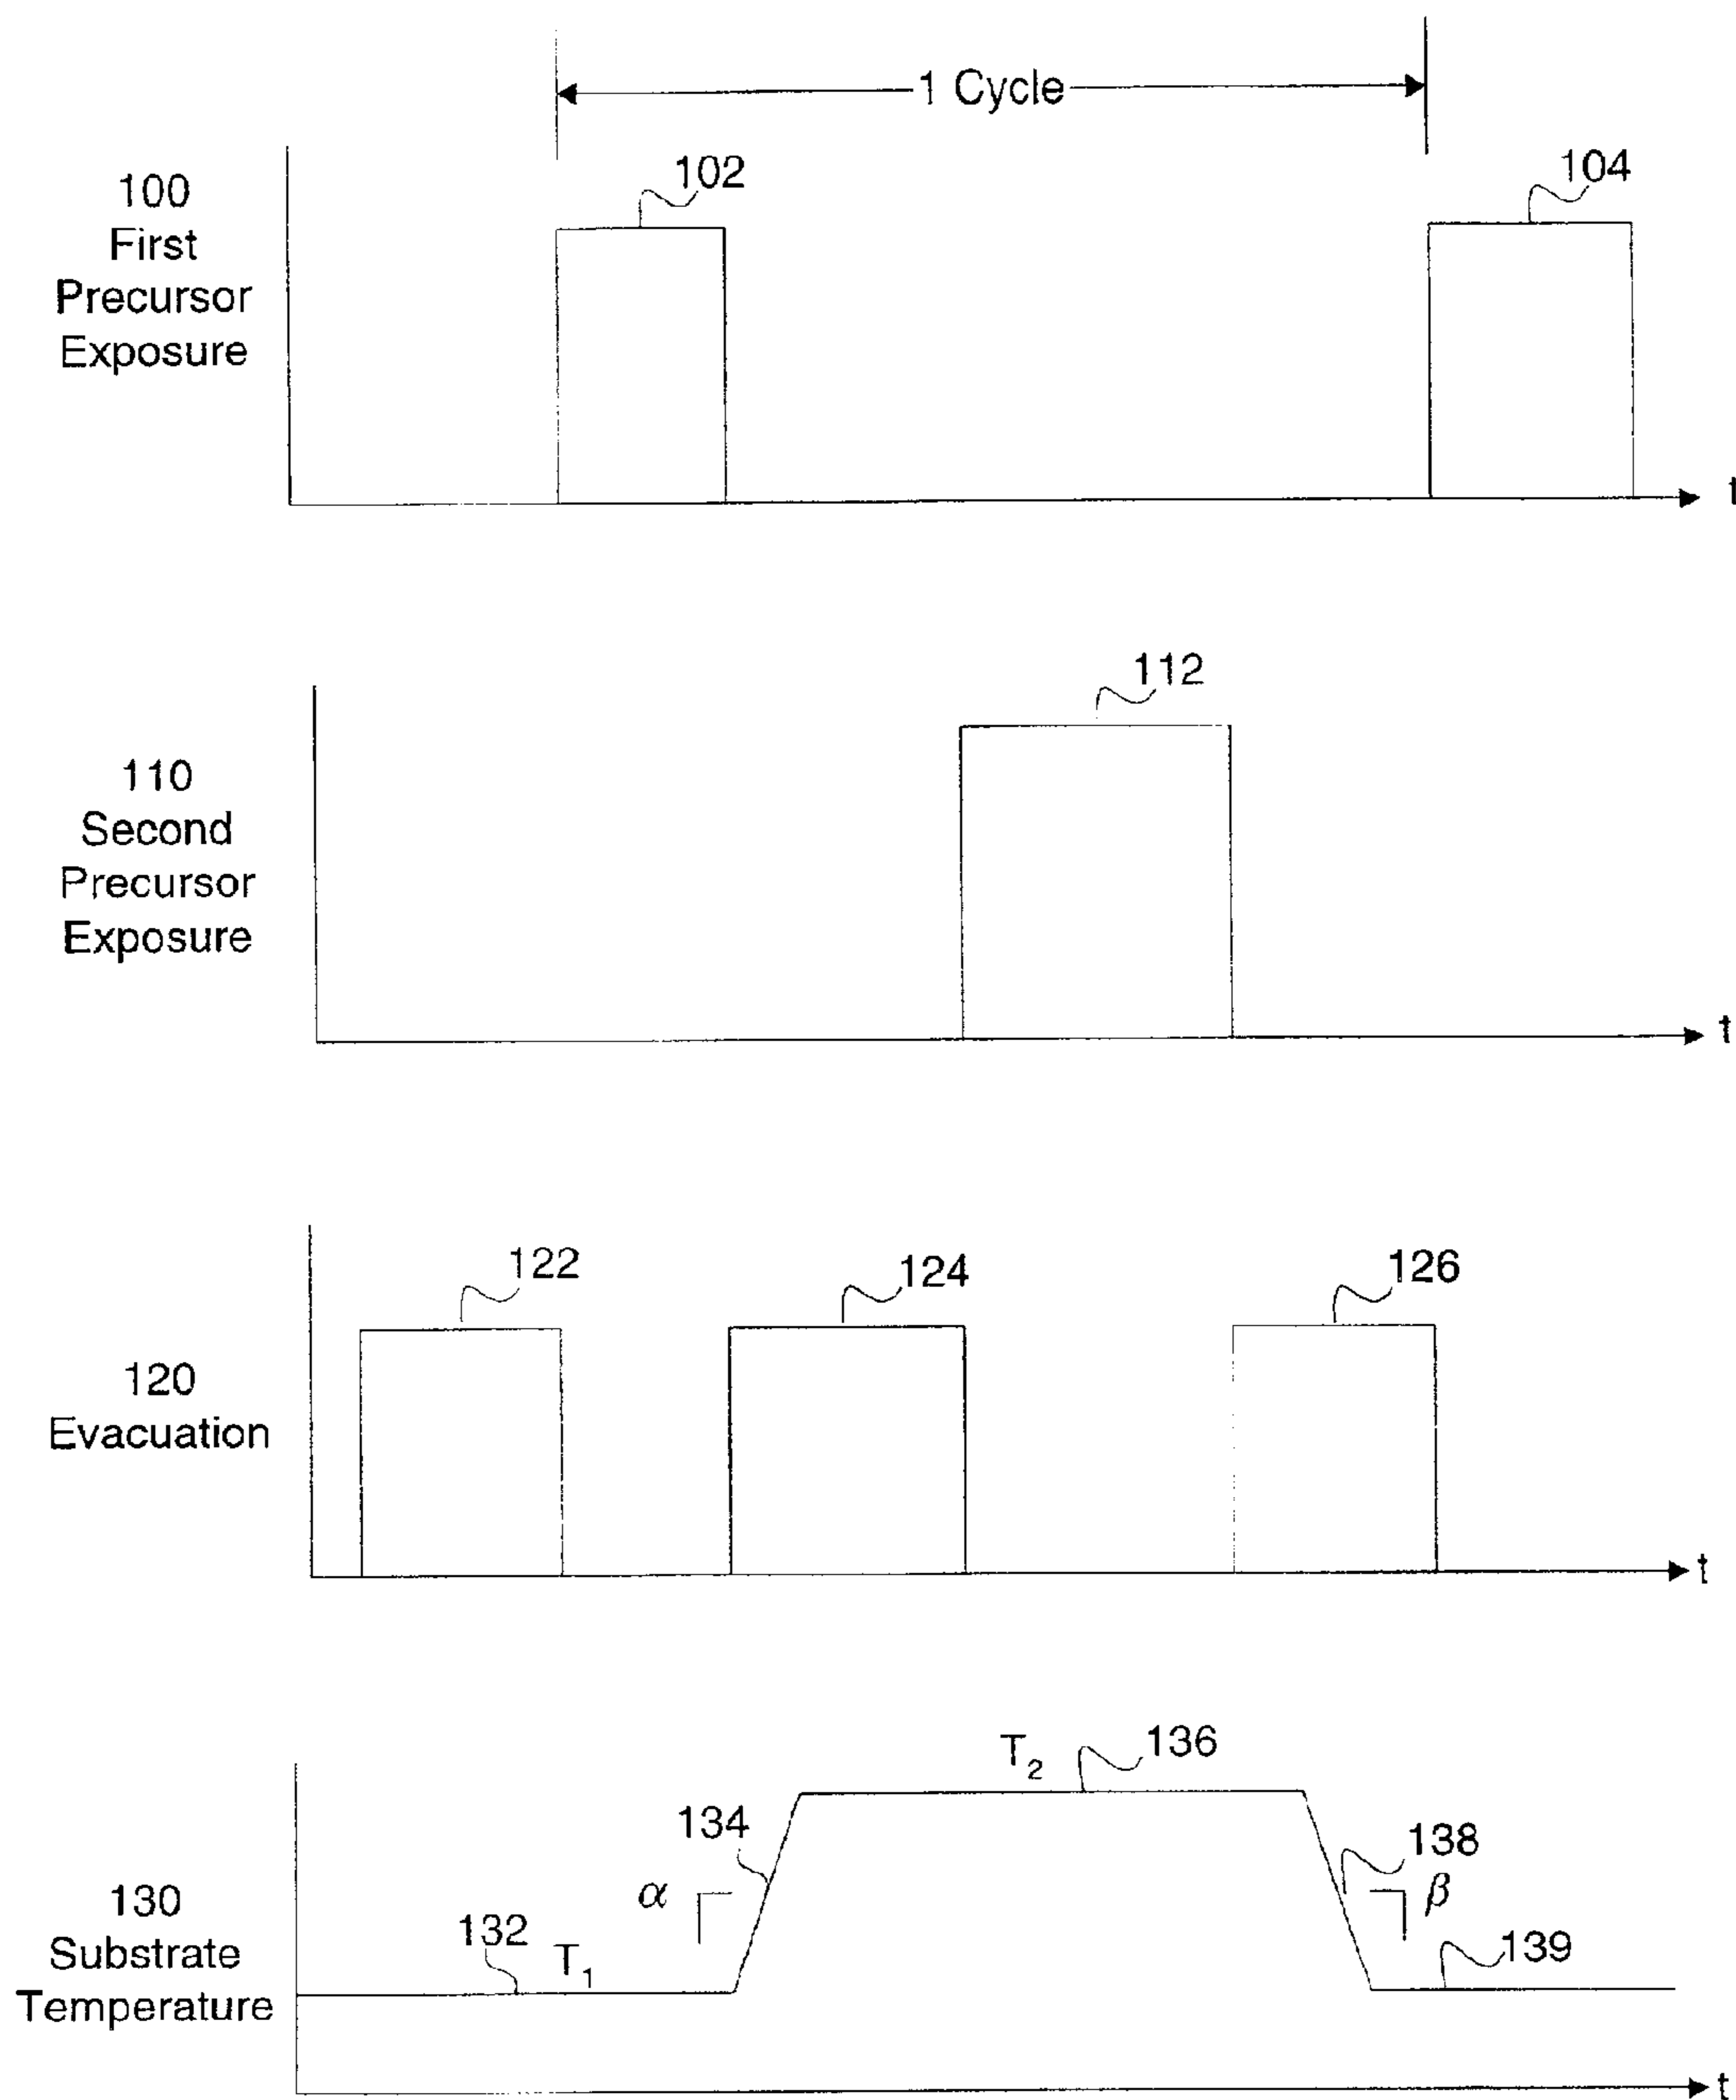 1 Cycle
102
104
100
First
Precursor
Exposure
t
112
110
Second
Precursor
Exposure
t
122
124
126
120
Evacuation
t
T2
136
134
138
α
β
130
Substrate
Temperature
132
T1
139
t